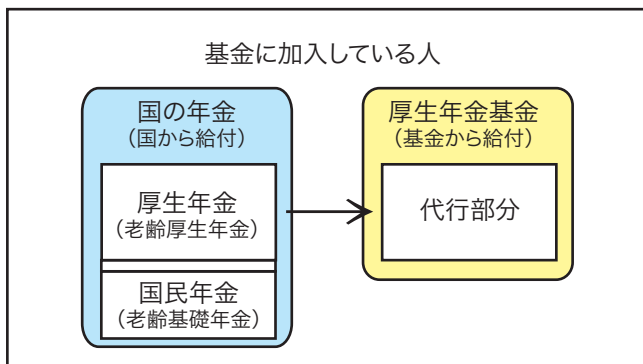 基金に加入している人
国の年金
（国から給付）
厚生年金
（老齢厚生年金）
国民年金
（老齢基礎年金）
厚生年金基金
（基金から給付）
代行部分